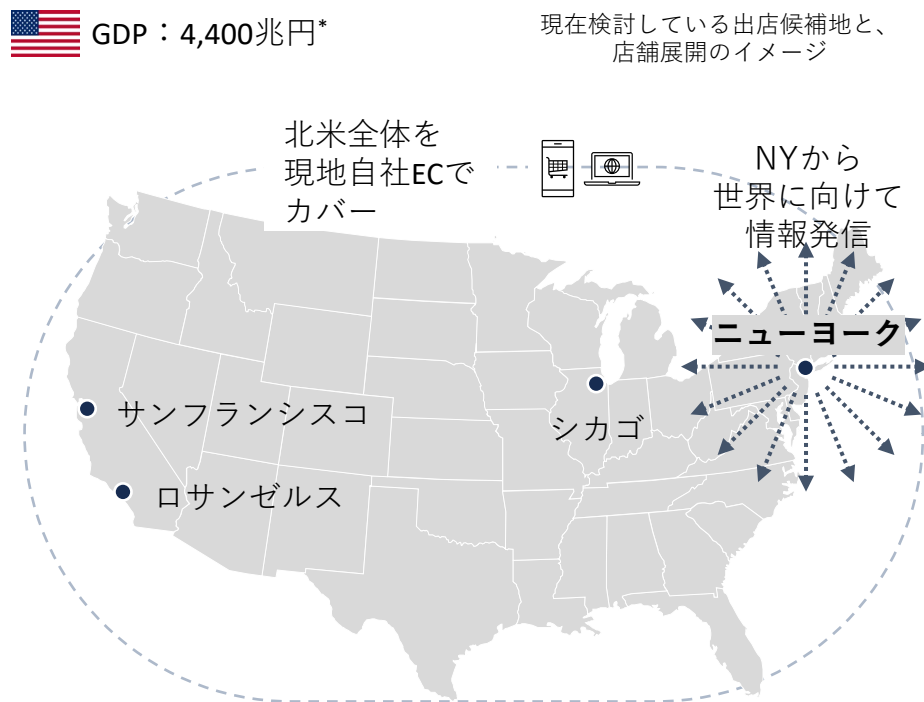 GDP：4,400兆円*
現在検討している出店候補地と、
店舗展開のイメージ
北米全体を
現地自社ECで
カバー
NYから
世界に向けて
情報発信
ニューヨーク
サンフランシスコ
シカゴ
ロサンゼルス